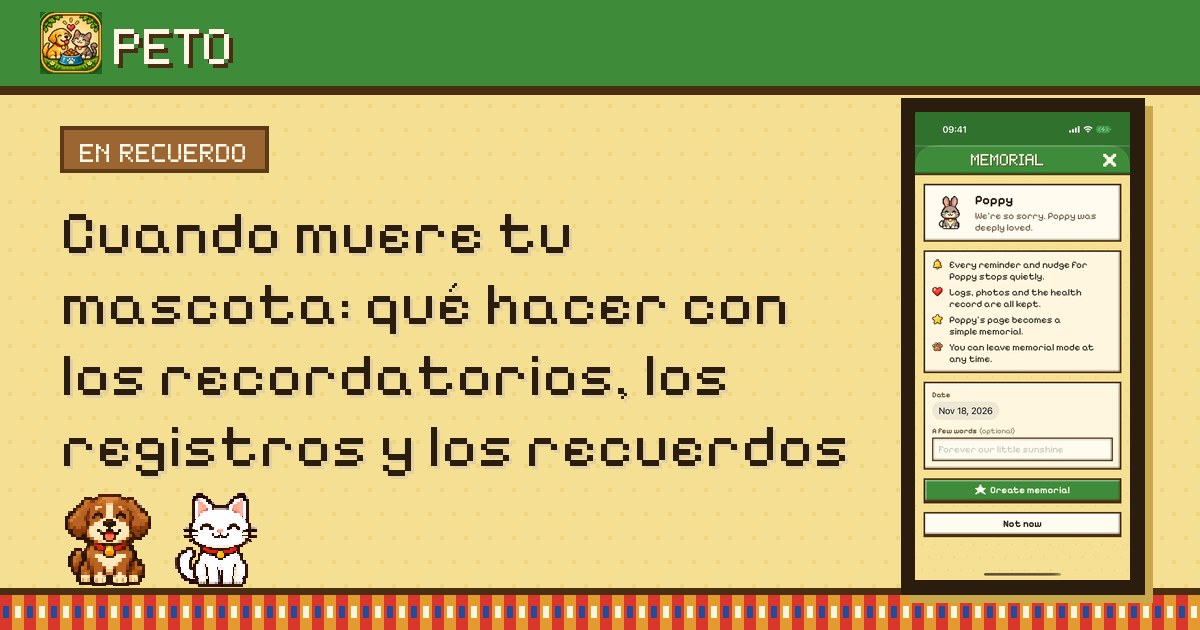 PETO
EN RECUERDO
Cuando muere tu
mascota: qué hacer con
los recordatorios, los
registros y los recuerdos
09:41
MEMORIAL
Poppy
We're so sorry. Poppy was
deeply loved.
Every reminder and nudge for
Poppy stops quietly.
Logs, photos and the health
record are all kept.
Poppy's page becomes a
simple memorial.
You can leave memorial mode at
any time.
Date
Nov 18, 2026
A few words (optional)
Forever our little sunshine
Create memorial
Not now